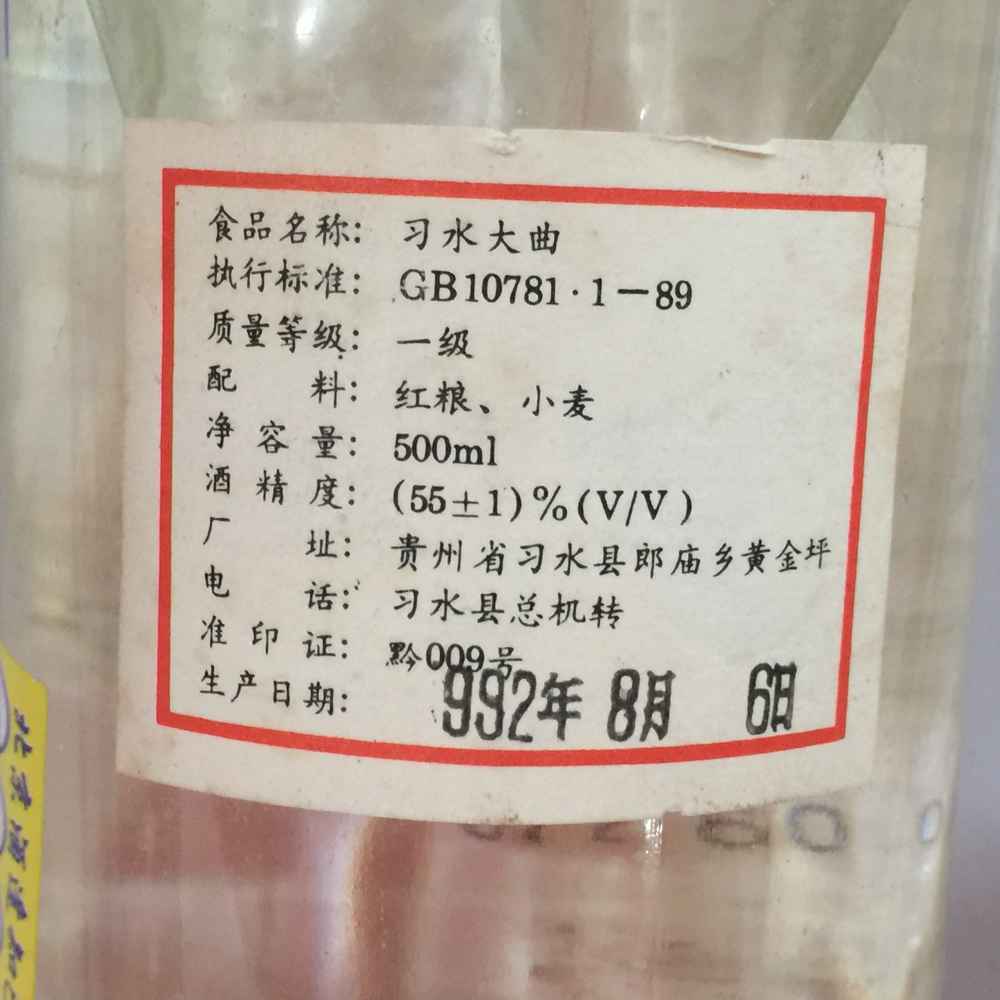 食品名称: 习水大曲
执行标准: GB10781·1-89
质量等级: 一级
配料: 红粮、小麦
净容量: 500ml
酒精度: (55±1)%(V/V)
厂址: 贵州省习水县郎庙乡黄金坪
电话: 习水县总机转
准印证: 黔009号
生产日期: 992年 8月 6日
北京